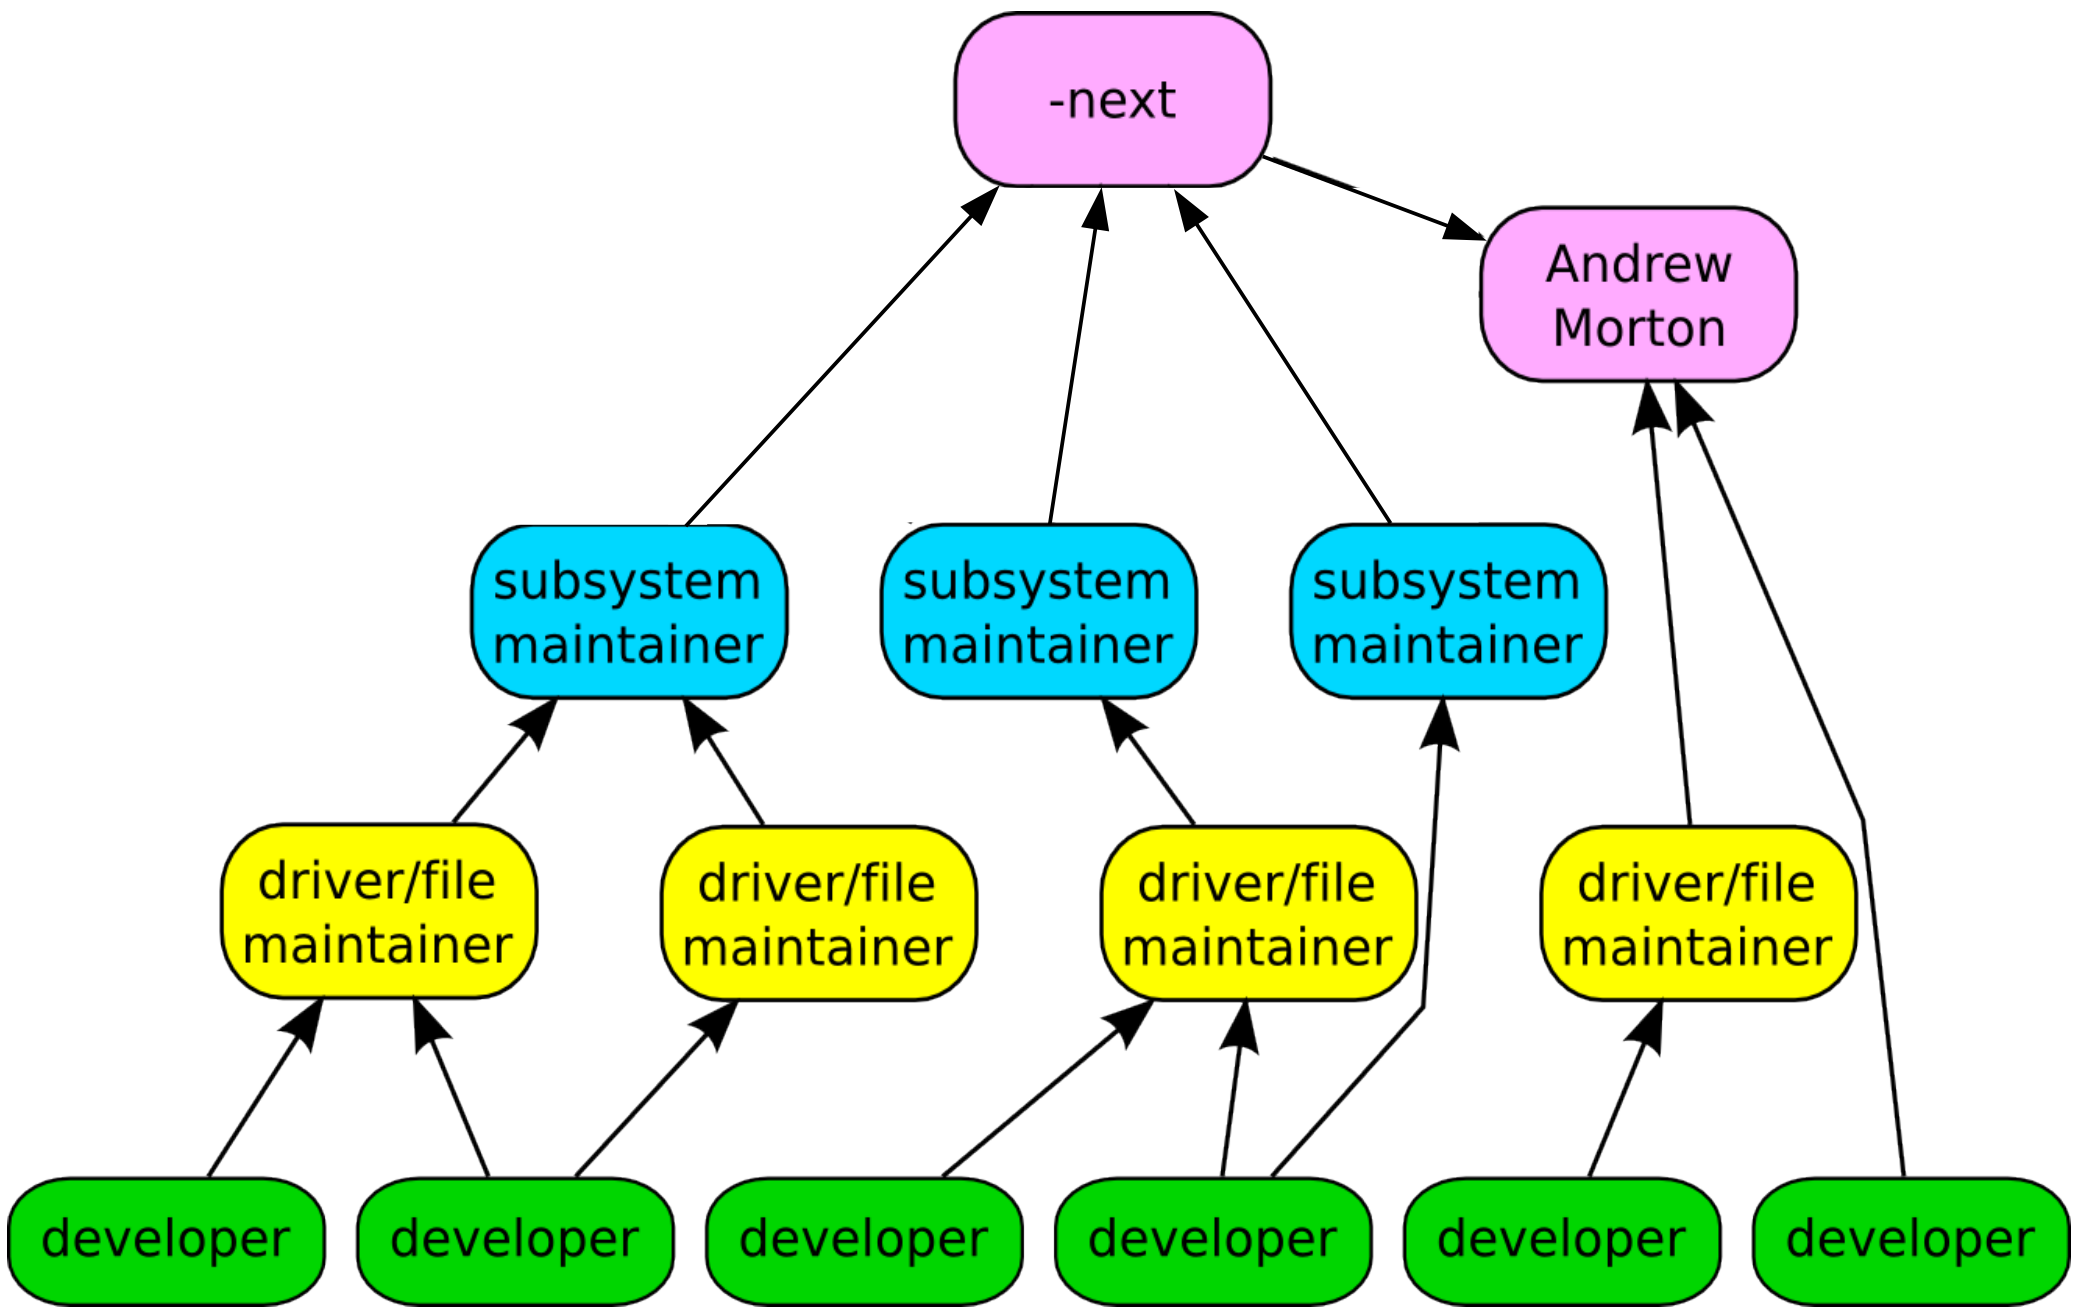 -next
Andrew
Morton
subsystem
maintainer
subsystem
maintainer
subsystem
maintainer
driver/file
maintainer
driver/file
maintainer
driver/file
maintainer
driver/file
maintainer
developer
developer
developer
developer
developer
developer